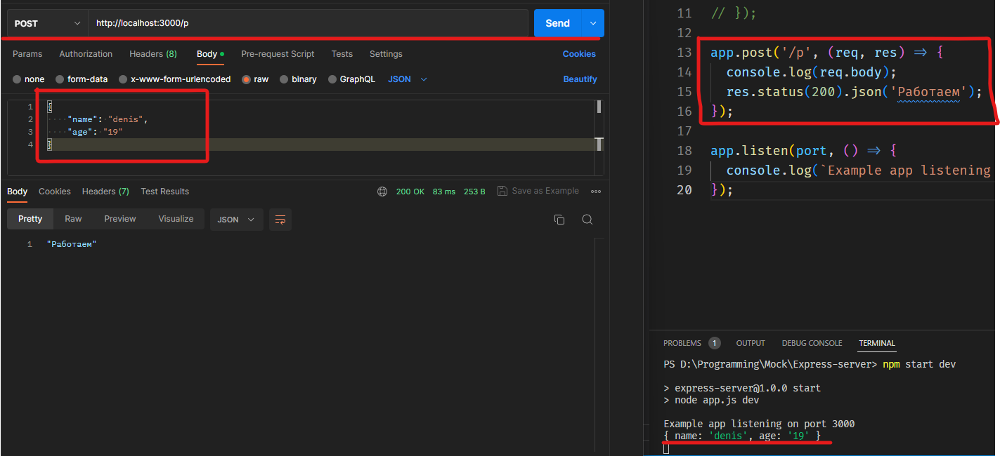 POST http://localhost:3000/p Send
Params Authorization Headers (8) Body Pre-request Script Tests Settings Cookies
none form-data x-www-form-urlencoded raw binary GraphQL JSON Beautify
1 {
2 "name": "denis",
3 "age": "19"
4 }
Body Cookies Headers (7) Test Results 200 OK 83 ms 253 B Save as Example
Pretty Raw Preview Visualize JSON
1 "Работаем"
11 // });
12
13 app.post('/p', (req, res) => {
14 console.log(req.body);
15 res.status(200).json('Работаем');
16 });
17
18 app.listen(port, () => {
19 console.log(`Example app listening
20 });
PROBLEMS 1 OUTPUT DEBUG CONSOLE TERMINAL
PS D:\Programming\Mock\Express-server> npm start dev
> express-server@1.0.0 start
> node app.js dev
Example app listening on port 3000
{ name: 'denis', age: '19' }